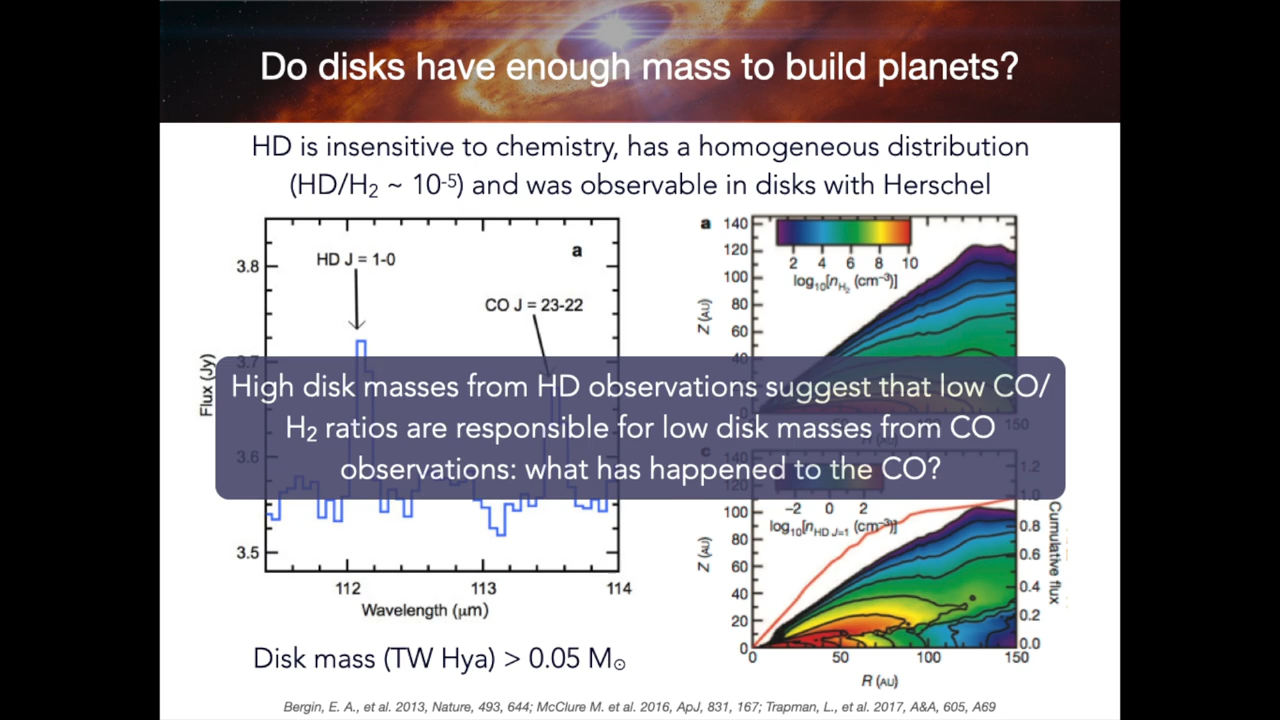 Do disks have enough mass to build planets?
HD is insensitive to chemistry, has a homogeneous distribution
(HD/H₂ ~ 10⁻⁵) and was observable in disks with Herschel
a
HD J = 1-0
CO J = 23-22
3.8
3.7
3.6
3.5
Flux (Jy)
112 113 114
Wavelength (μm)
a
140
120
100
80
60
40
0
Z (AU)
2 4 6 8 10
log₁₀[n_H₂ (cm⁻³)]
150
High disk masses from HD observations suggest that low CO/
H₂ ratios are responsible for low disk masses from CO
observations: what has happened to the CO?
c
140
120
100
80
60
40
20
0
Z (AU)
−2 0 2
log₁₀[n_HD J=1 (cm⁻³)]
1.2
1.0
0.8
0.6
0.4
0.2
0.0
Cumulative flux
0 50 100 150
R (AU)
Disk mass (TW Hya) > 0.05 M☉
Bergin, E. A., et al. 2013, Nature, 493, 644; McClure M. et al. 2016, ApJ, 831, 167; Trapman, L., et al. 2017, A&A, 605, A69